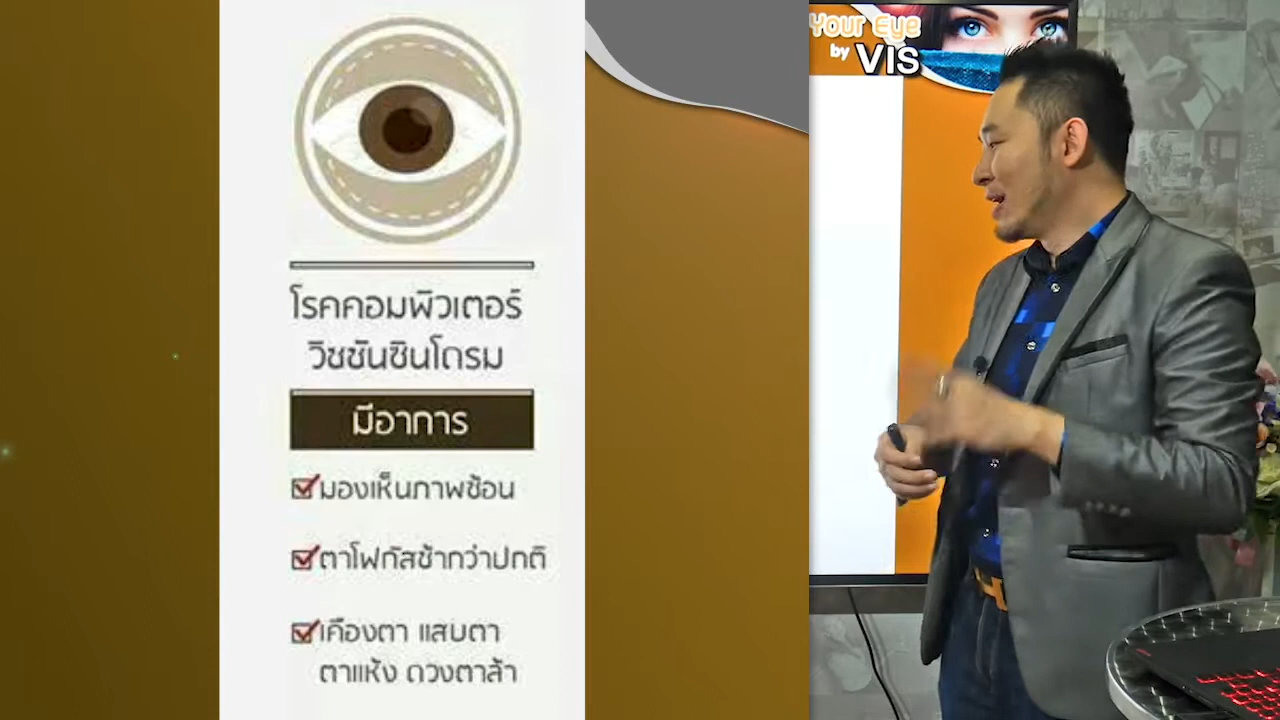 โรคคอมพิวเตอร์
วิชชันซินโดรม
มีอาการ
มองเห็นภาพซ้อน
ตาโฟกัสช้ากว่าปกติ
เคืองตา แสบตา
ตาแห้ง ดวงตาล้า
Your Eye
by VIS